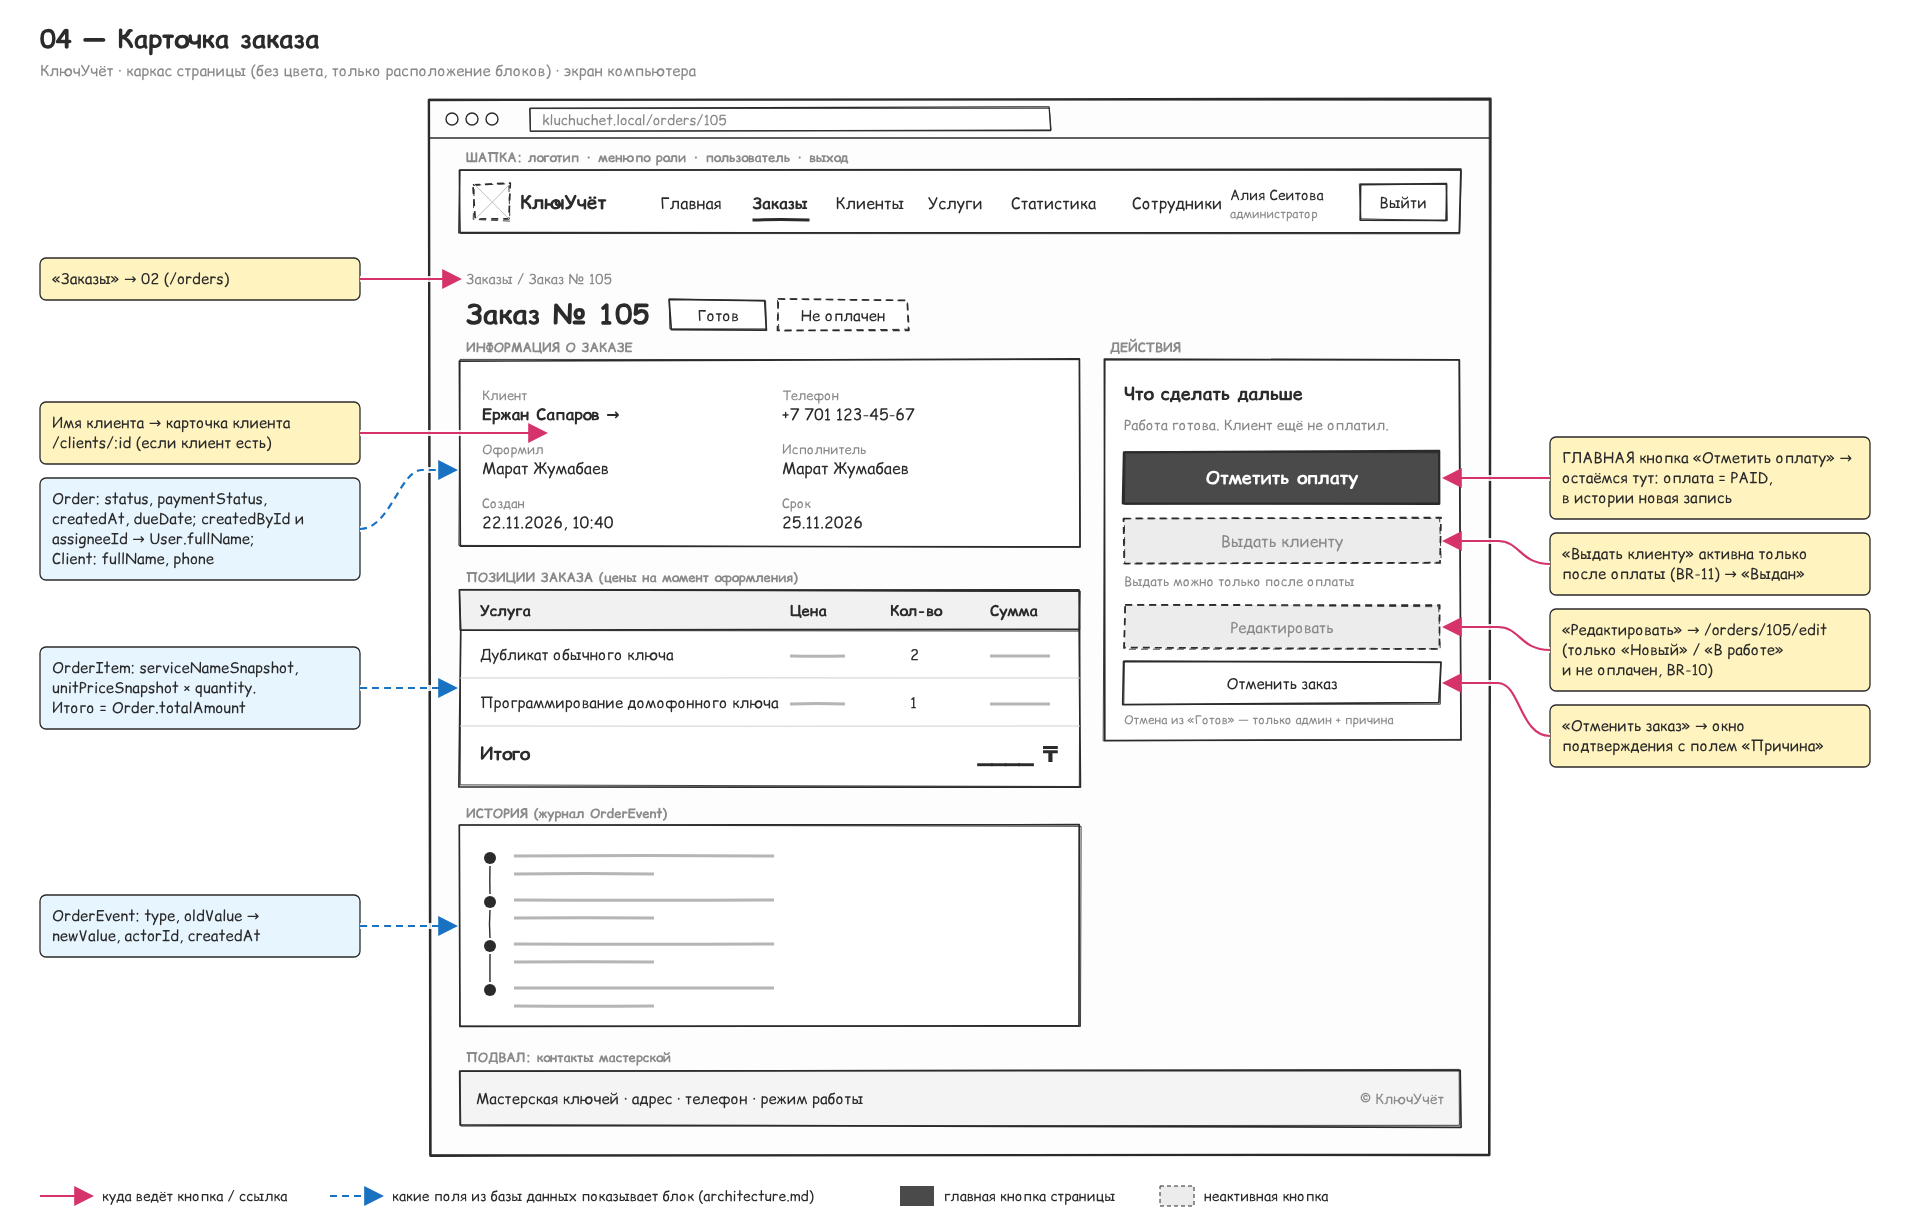 04 — Карточка заказа
КлючУчёт · каркас страницы (без цвета, только расположение блоков) · экран компьютера
kluchuchet.local/orders/105
ШАПКА: логотип · меню по роли · пользователь · выход
КлючУчёт
Главная
Заказы
Клиенты
Услуги
Статистика
Сотрудники
Алия Сеитова
администратор
Выйти
«Заказы» → 02 (/orders)
Заказы / Заказ № 105
Заказ № 105
Готов
Не оплачен
ИНФОРМАЦИЯ О ЗАКАЗЕ
Клиент
Ержан Сапаров →
Телефон
+7 701 123-45-67
Оформил
Марат Жумабаев
Исполнитель
Марат Жумабаев
Создан
22.11.2026, 10:40
Срок
25.11.2026
Имя клиента → карточка клиента
/clients/:id (если клиент есть)
Order: status, paymentStatus,
createdAt, dueDate; createdById и
assigneeId → User.fullName;
Client: fullName, phone
ДЕЙСТВИЯ
Что сделать дальше
Работа готова. Клиент ещё не оплатил.
Отметить оплату
Выдать клиенту
Выдать можно только после оплаты
Редактировать
Отменить заказ
Отмена из «Готов» — только админ + причина
ГЛАВНАЯ кнопка «Отметить оплату» →
остаёмся тут: оплата = PAID,
в истории новая запись
«Выдать клиенту» активна только
после оплаты (BR-11) → «Выдан»
«Редактировать» → /orders/105/edit
(только «Новый» / «В работе»
и не оплачен, BR-10)
«Отменить заказ» → окно
подтверждения с полем «Причина»
ПОЗИЦИИ ЗАКАЗА (цены на момент оформления)
Услуга Цена Кол-во Сумма
Дубликат обычного ключа 2
Программирование домофонного ключа 1
Итого ₸
OrderItem: serviceNameSnapshot,
unitPriceSnapshot × quantity.
Итого = Order.totalAmount
ИСТОРИЯ (журнал OrderEvent)
OrderEvent: type, oldValue →
newValue, actorId, createdAt
ПОДВАЛ: контакты мастерской
Мастерская ключей · адрес · телефон · режим работы
© КлючУчёт
куда ведёт кнопка / ссылка
какие поля из базы данных показывает блок (architecture.md)
главная кнопка страницы
неактивная кнопка